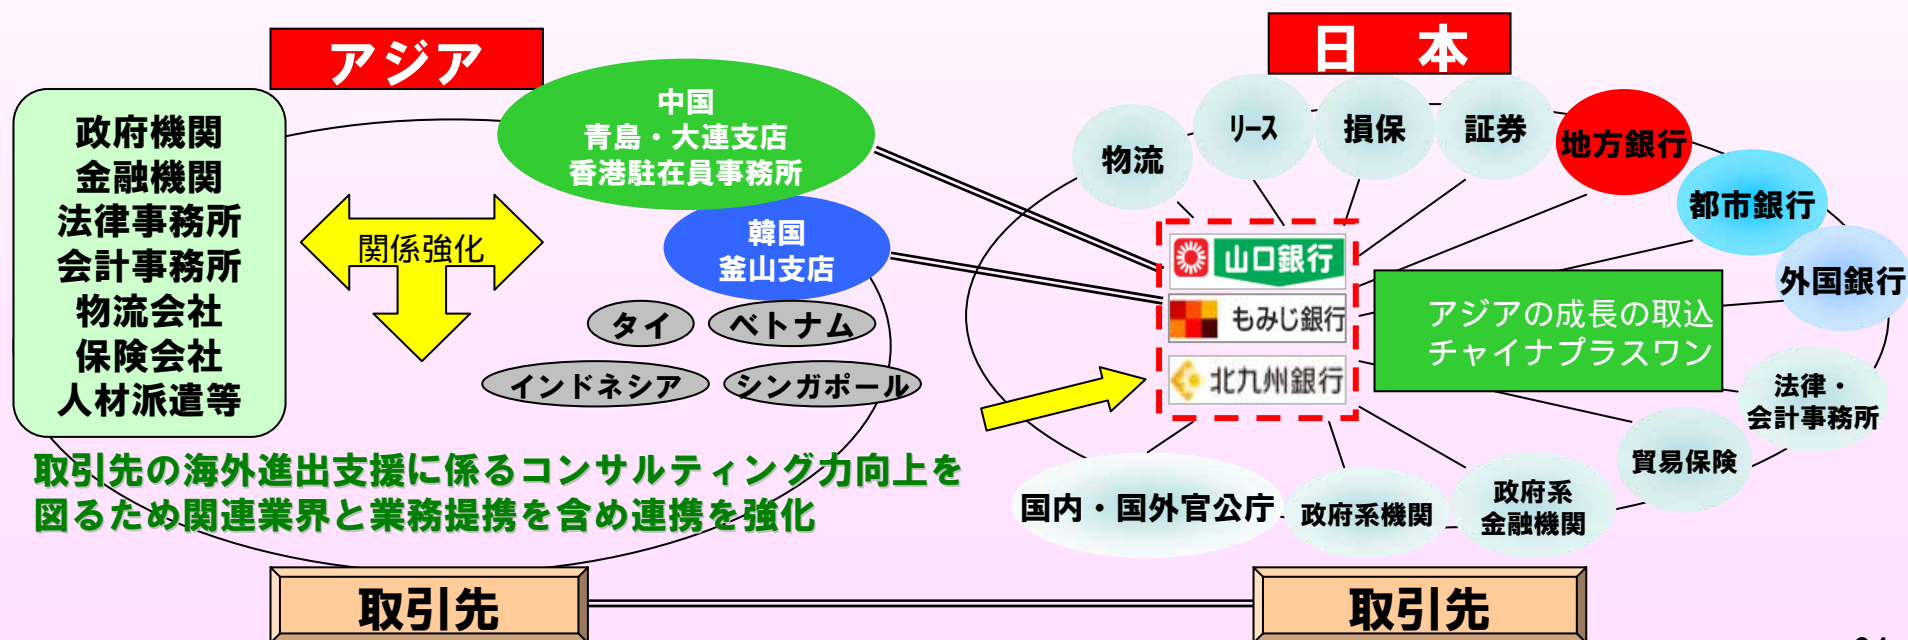 アジア
日 本
政府機関
金融機関
法律事務所
会計事務所
物流会社
保険会社
人材派遣等
関係強化
中国
青島・大連支店
香港駐在員事務所
韓国
釜山支店
タイ
ベトナム
インドネシア
シンガポール
取引先の海外進出支援に係るコンサルティング力向上を
図るため関連業界と業務提携を含め連携を強化
物流
リース
損保
証券
地方銀行
都市銀行
外国銀行
山口銀行
もみじ銀行
北九州銀行
アジアの成長の取込
チャイナプラスワン
法律・
会計事務所
貿易保険
政府系
金融機関
政府系機関
国内・国外官公庁
取引先
取引先